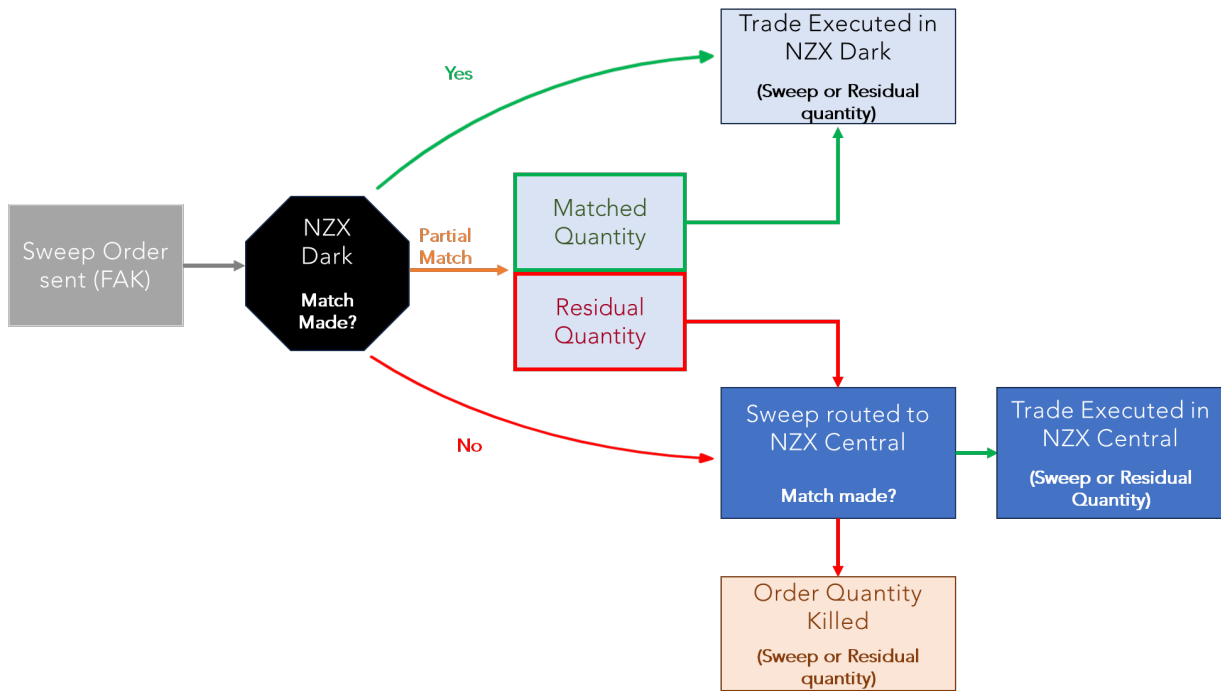 Trade Executed in
NZX Dark
(Sweep or Residual
quantity)
Yes
Sweep Order
sent (FAK)
NZX
Dark
Match
Made?
Partial
Match
Matched
Quantity
Residual
Quantity
No
Sweep routed to
NZX Central
Match made?
Trade Executed in
NZX Central
(Sweep or Residual
Quantity)
Order Quantity
Killed
(Sweep or Residual
quantity)